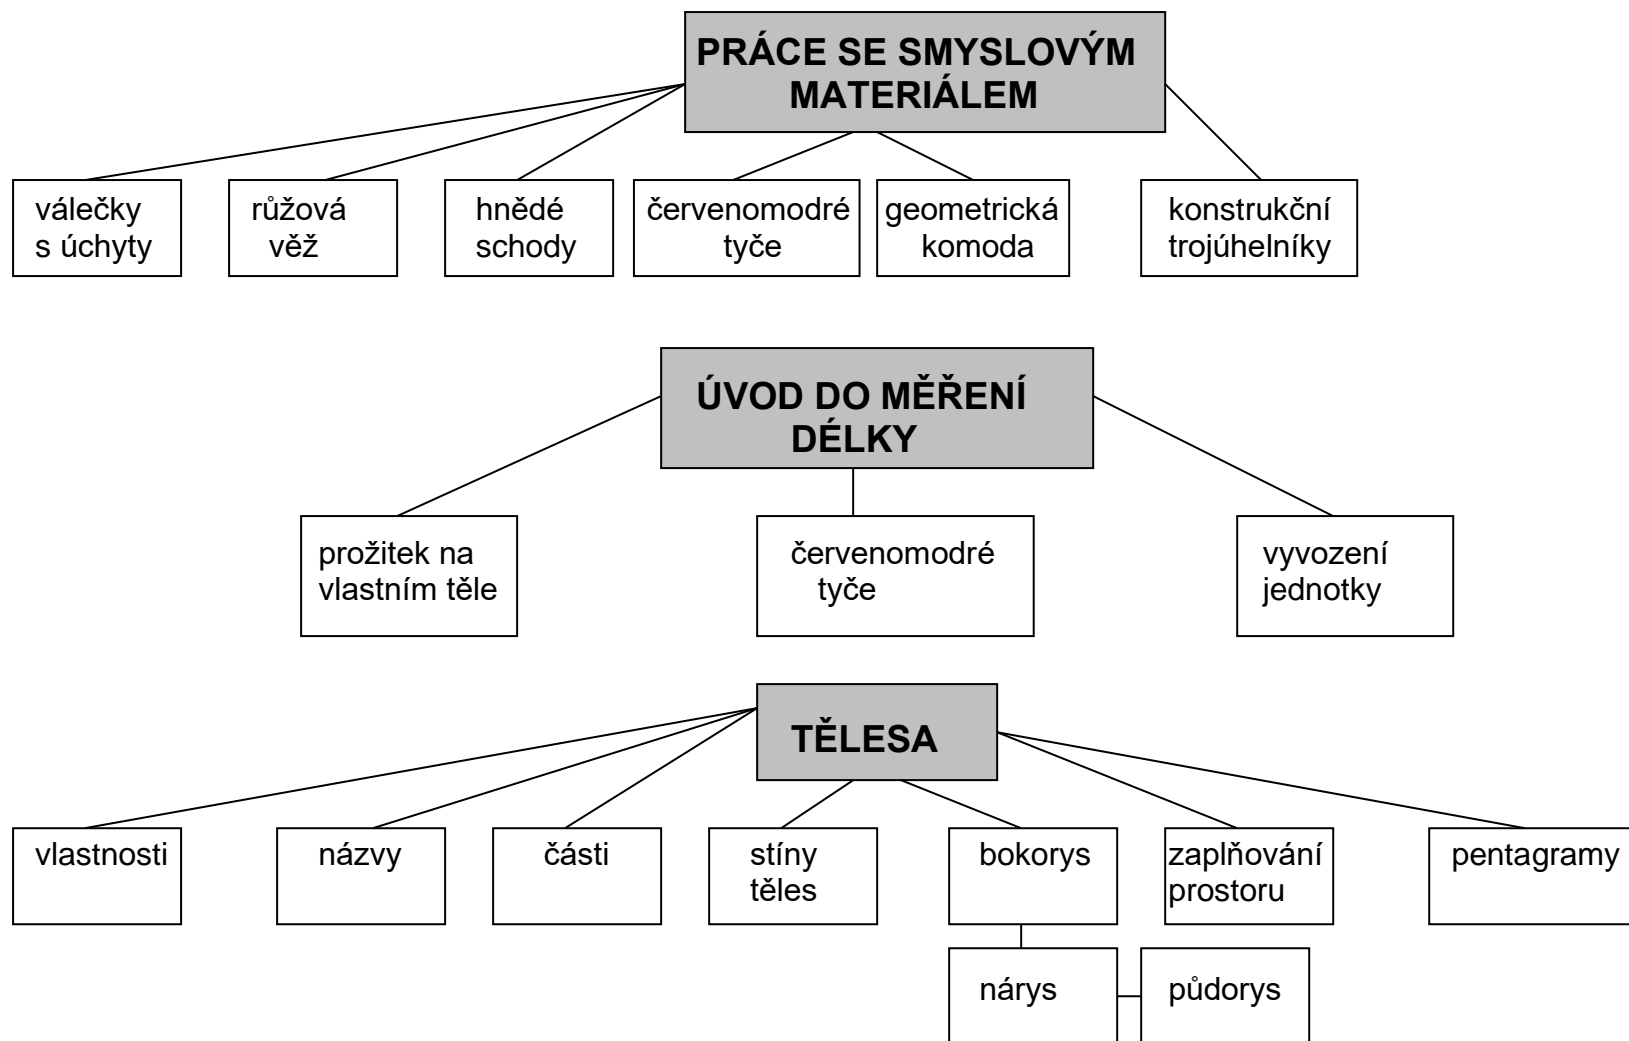 PRÁCE SE SMYSLOVÝM
MATERIÁLEM
válečky
s úchyty
růžová
věž
hnědé
schody
červenomodré
tyče
geometrická
komoda
konstrukční
trojúhelníky
ÚVOD DO MĚŘENÍ
DÉLKY
prožitek na
vlastním těle
červenomodré
tyče
vyvození
jednotky
TĚLESA
vlastnosti
názvy
části
stíny
těles
bokorys
zaplňování
prostoru
pentagramy
nárys
půdorys